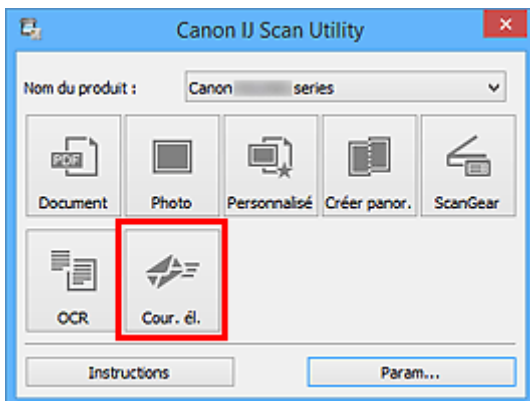 Canon IJ Scan Utility
Nom du produit : Canon series
PDF
Document Photo Personnalisé Créer panor. ScanGear
OCR Cour. él.
Instructions Param...